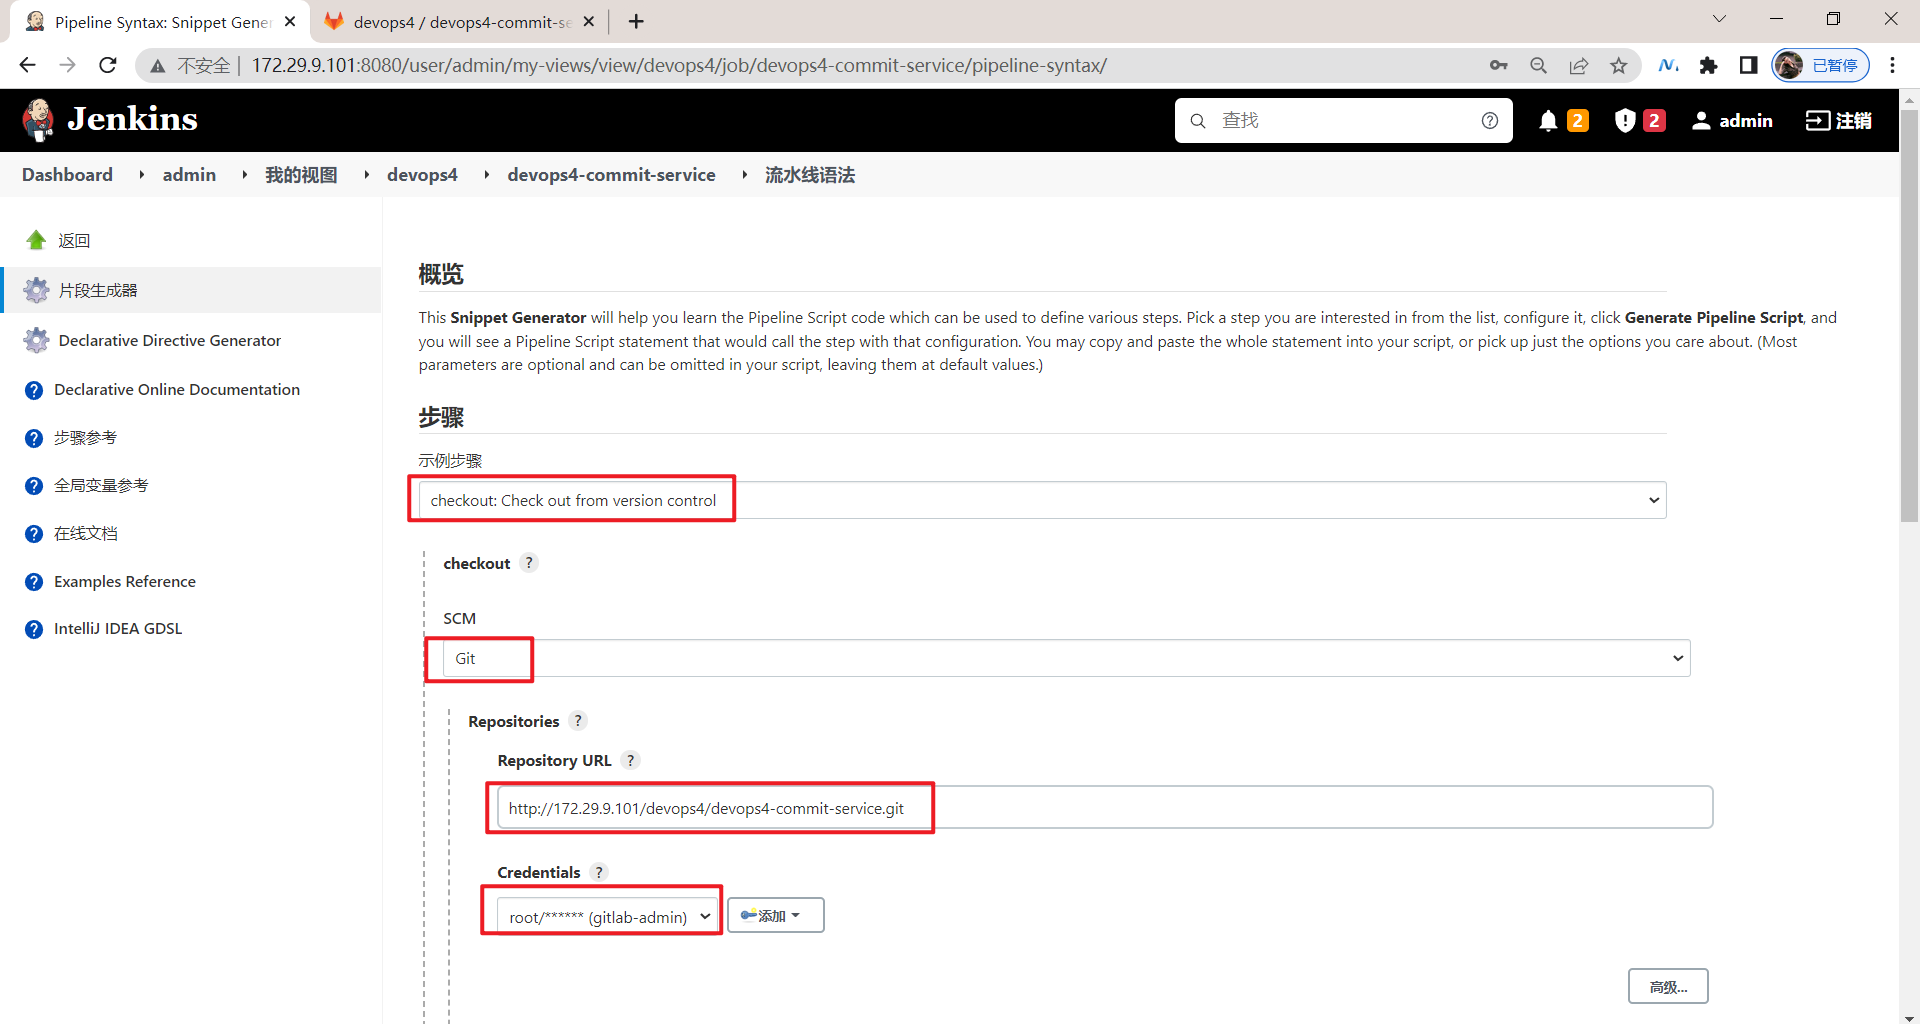 Pipeline Syntax: Snippet Gener
devops4 / devops4-commit-se
不安全 | 172.29.9.101:8080/user/admin/my-views/view/devops4/job/devops4-commit-service/pipeline-syntax/
已暂停
Jenkins
查找
2
2
admin
注销
Dashboard
admin
我的视图
devops4
devops4-commit-service
流水线语法
返回
片段生成器
Declarative Directive Generator
Declarative Online Documentation
步骤参考
全局变量参考
在线文档
Examples Reference
IntelliJ IDEA GDSL
概览
This Snippet Generator will help you learn the Pipeline Script code which can be used to define various steps. Pick a step you are interested in from the list, configure it, click Generate Pipeline Script, and
you will see a Pipeline Script statement that would call the step with that configuration. You may copy and paste the whole statement into your script, or pick up just the options you care about. (Most
parameters are optional and can be omitted in your script, leaving them at default values.)
步骤
示例步骤
checkout: Check out from version control
checkout ?
SCM
Git
Repositories ?
Repository URL ?
http://172.29.9.101/devops4/devops4-commit-service.git
Credentials ?
root/****** (gitlab-admin)
添加
高级...